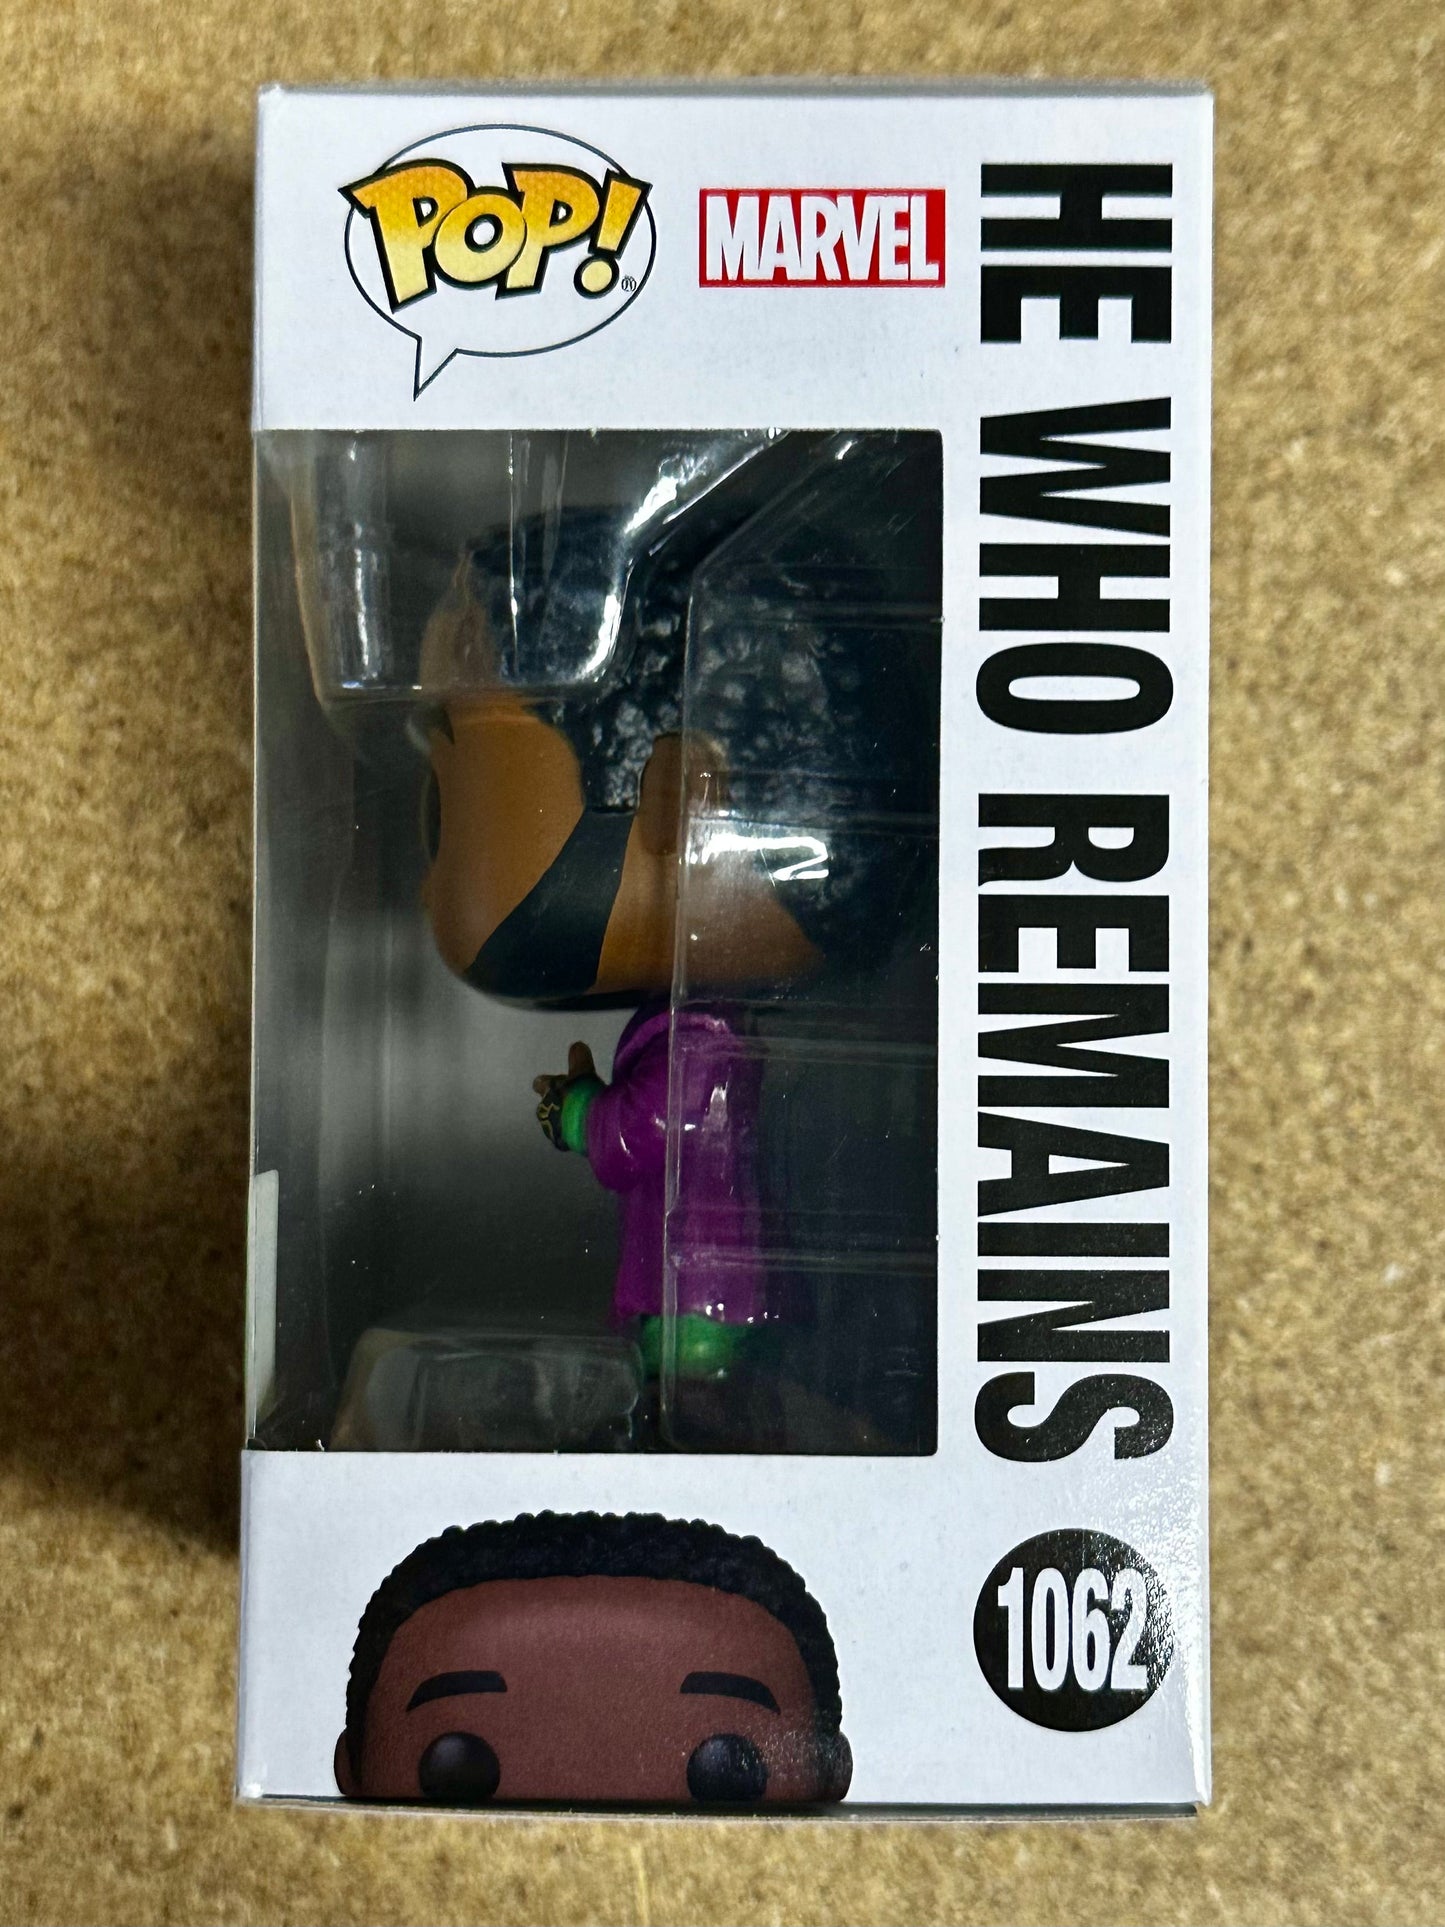 POP!
MARVEL
HE WHO REMAINS
1062